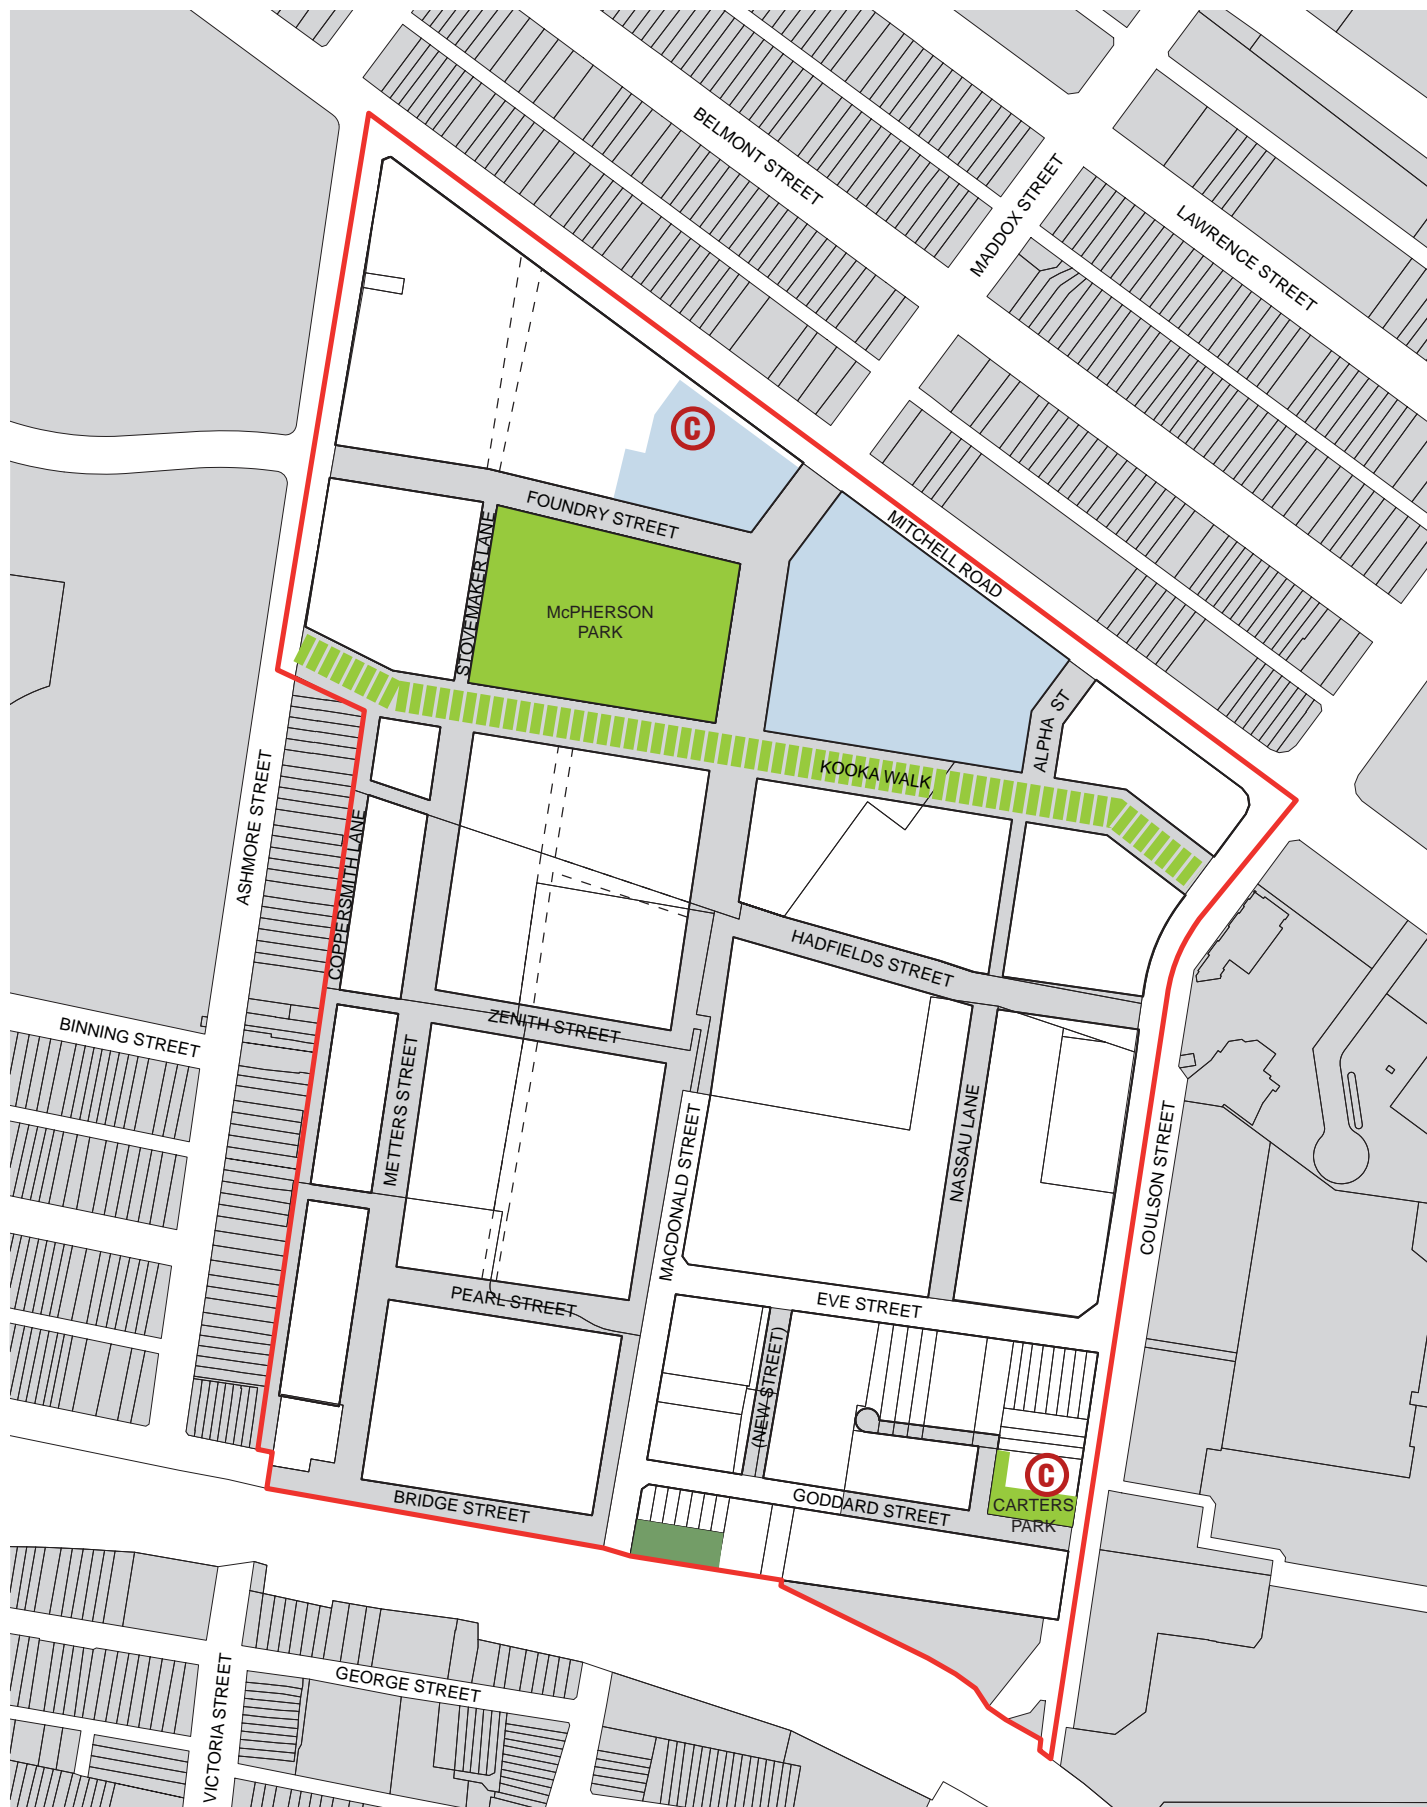 BELMONT STREET
MADDOX STREET
LAWRENCE STREET
C
FOUNDRY STREET
MITCHELL ROAD
STOVEMAKER LANE
McPHERSON
PARK
ALPHA ST
KOOKA WALK
ASHMORE STREET
COPPERSMITH LANE
HADFIELDS STREET
BINNING STREET
ZENITH STREET
METTERS STREET
MACDONALD STREET
NASSAU LANE
COULSON STREET
PEARL STREET
EVE STREET
(NEW STREET)
C
BRIDGE STREET
GODDARD STREET
CARTERS
PARK
GEORGE STREET
VICTORIA STREET